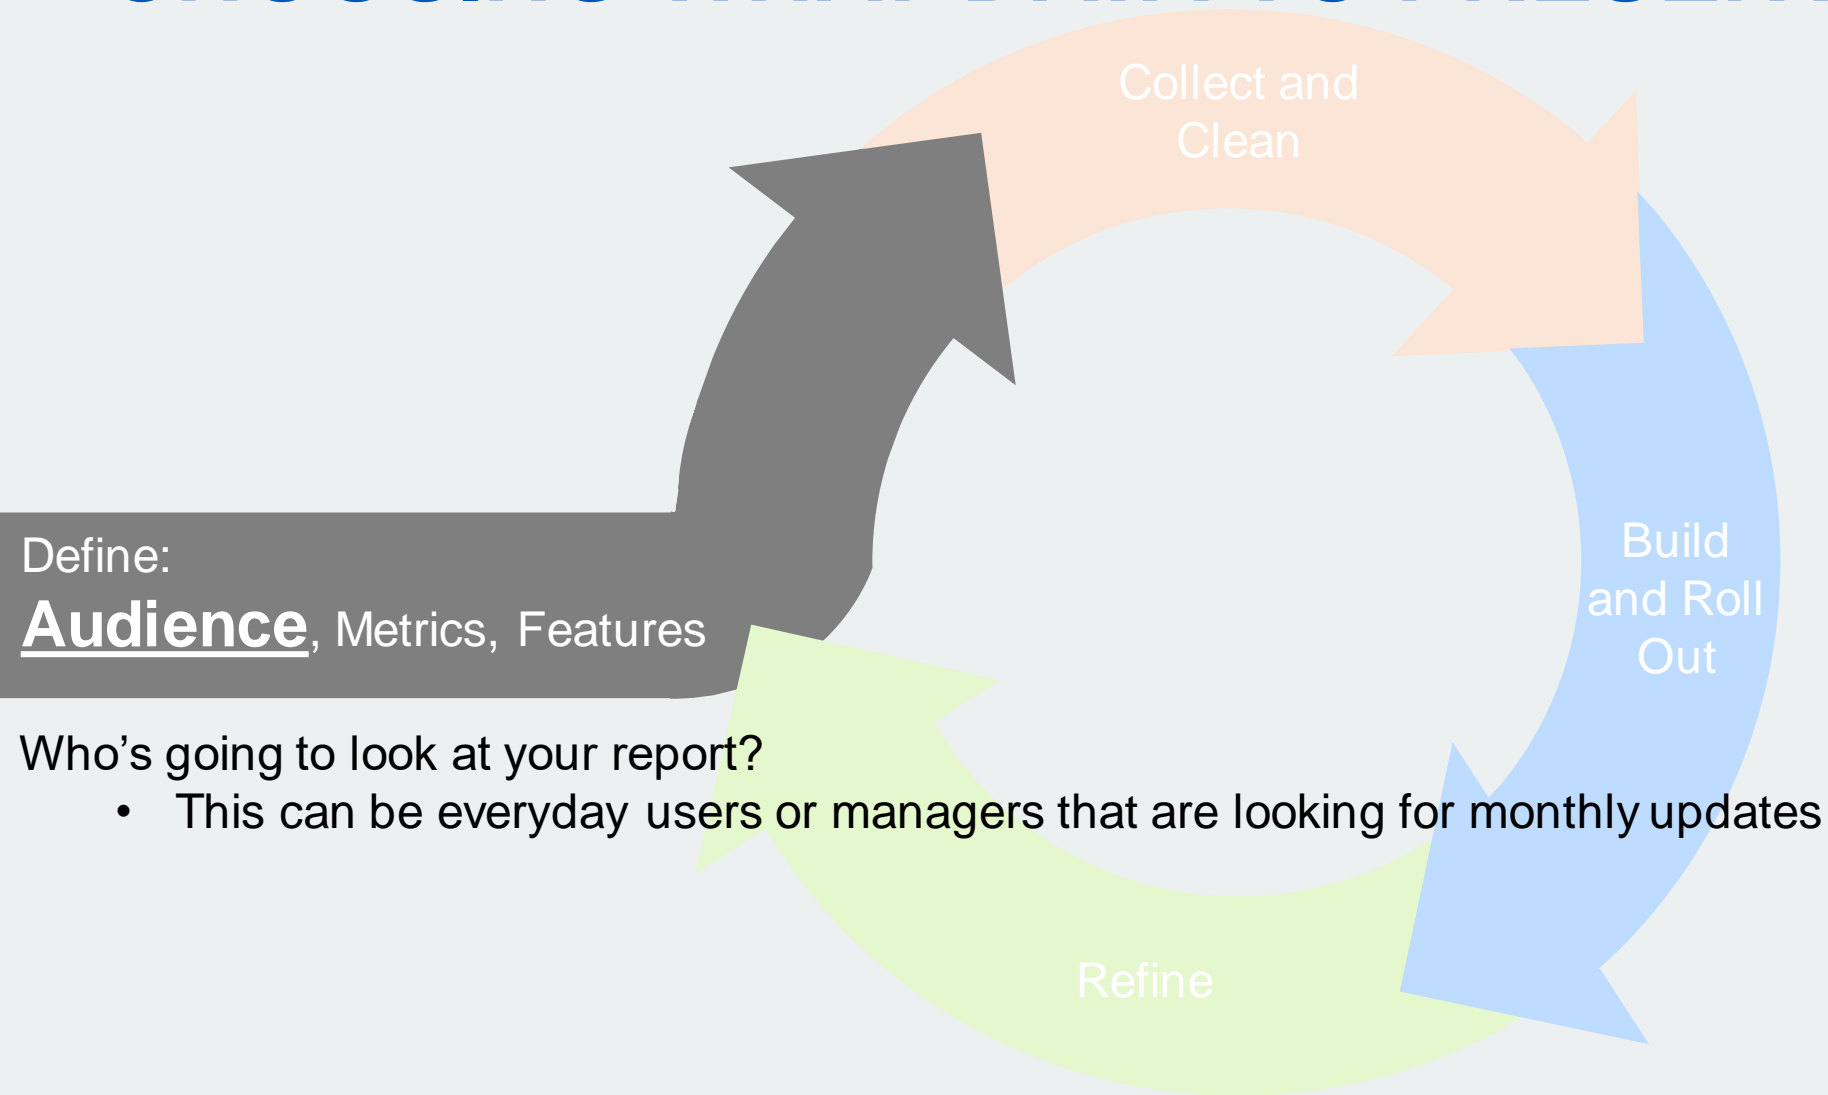 Collect and
Clean
Build
and Roll
Out
Define:
Audience, Metrics, Features
Who's going to look at your report?
• This can be everyday users or managers that are looking for monthly updates
Refine